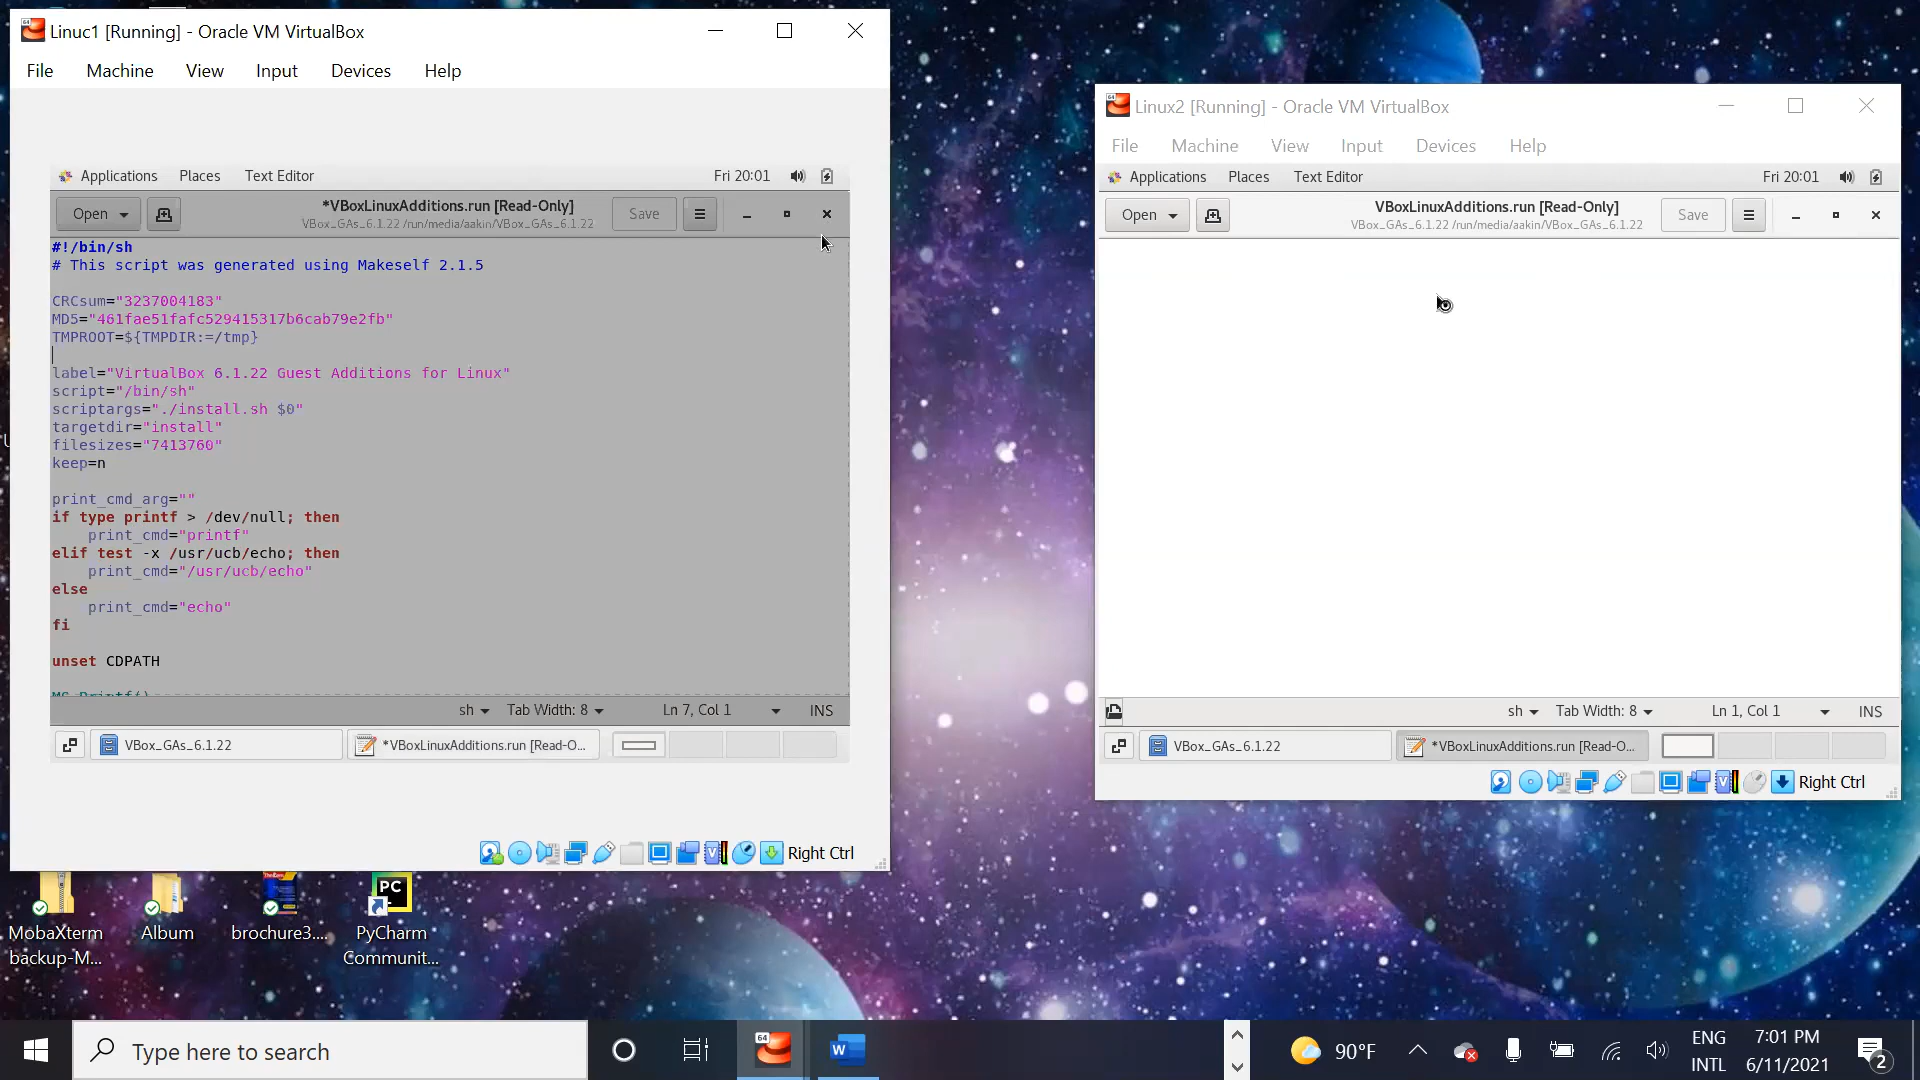 Linuc1 [Running] - Oracle VM VirtualBox
File Machine View Input Devices Help
Applications Places Text Editor Fri 20:01
Open *VBoxLinuxAdditions.run [Read-Only] Save
VBox_GAs_6.1.22 /run/media/aakin/VBox_GAs_6.1.22
#!/bin/sh
# This script was generated using Makeself 2.1.5
CRCsum="3237004183"
MD5="461fae51fafc529415317b6cab79e2fb"
TMPROOT=${TMPDIR:=/tmp}
label="VirtualBox 6.1.22 Guest Additions for Linux"
script="/bin/sh"
scriptargs="./install.sh $0"
targetdir="install"
filesizes="7413760"
keep=n
print_cmd_arg=""
if type printf > /dev/null; then
print_cmd="printf"
elif test -x /usr/ucb/echo; then
print_cmd="/usr/ucb/echo"
else
print_cmd="echo"
fi
unset CDPATH
MS_Printf()
sh Tab Width: 8 Ln 7, Col 1 INS
VBox_GAs_6.1.22 *VBoxLinuxAdditions.run [Read-O...
Right Ctrl
Linux2 [Running] - Oracle VM VirtualBox
File Machine View Input Devices Help
Applications Places Text Editor Fri 20:01
Open VBoxLinuxAdditions.run [Read-Only] Save
VBox_GAs_6.1.22 /run/media/aakin/VBox_GAs_6.1.22
sh Tab Width: 8 Ln 1, Col 1 INS
VBox_GAs_6.1.22 *VBoxLinuxAdditions.run [Read-O...
Right Ctrl
MobaXterm
backup-M...
Album
brochure3....
PC
PyCharm
Communit...
Type here to search
64
W
90°F
ENG
INTL
7:01 PM
6/11/2021
2